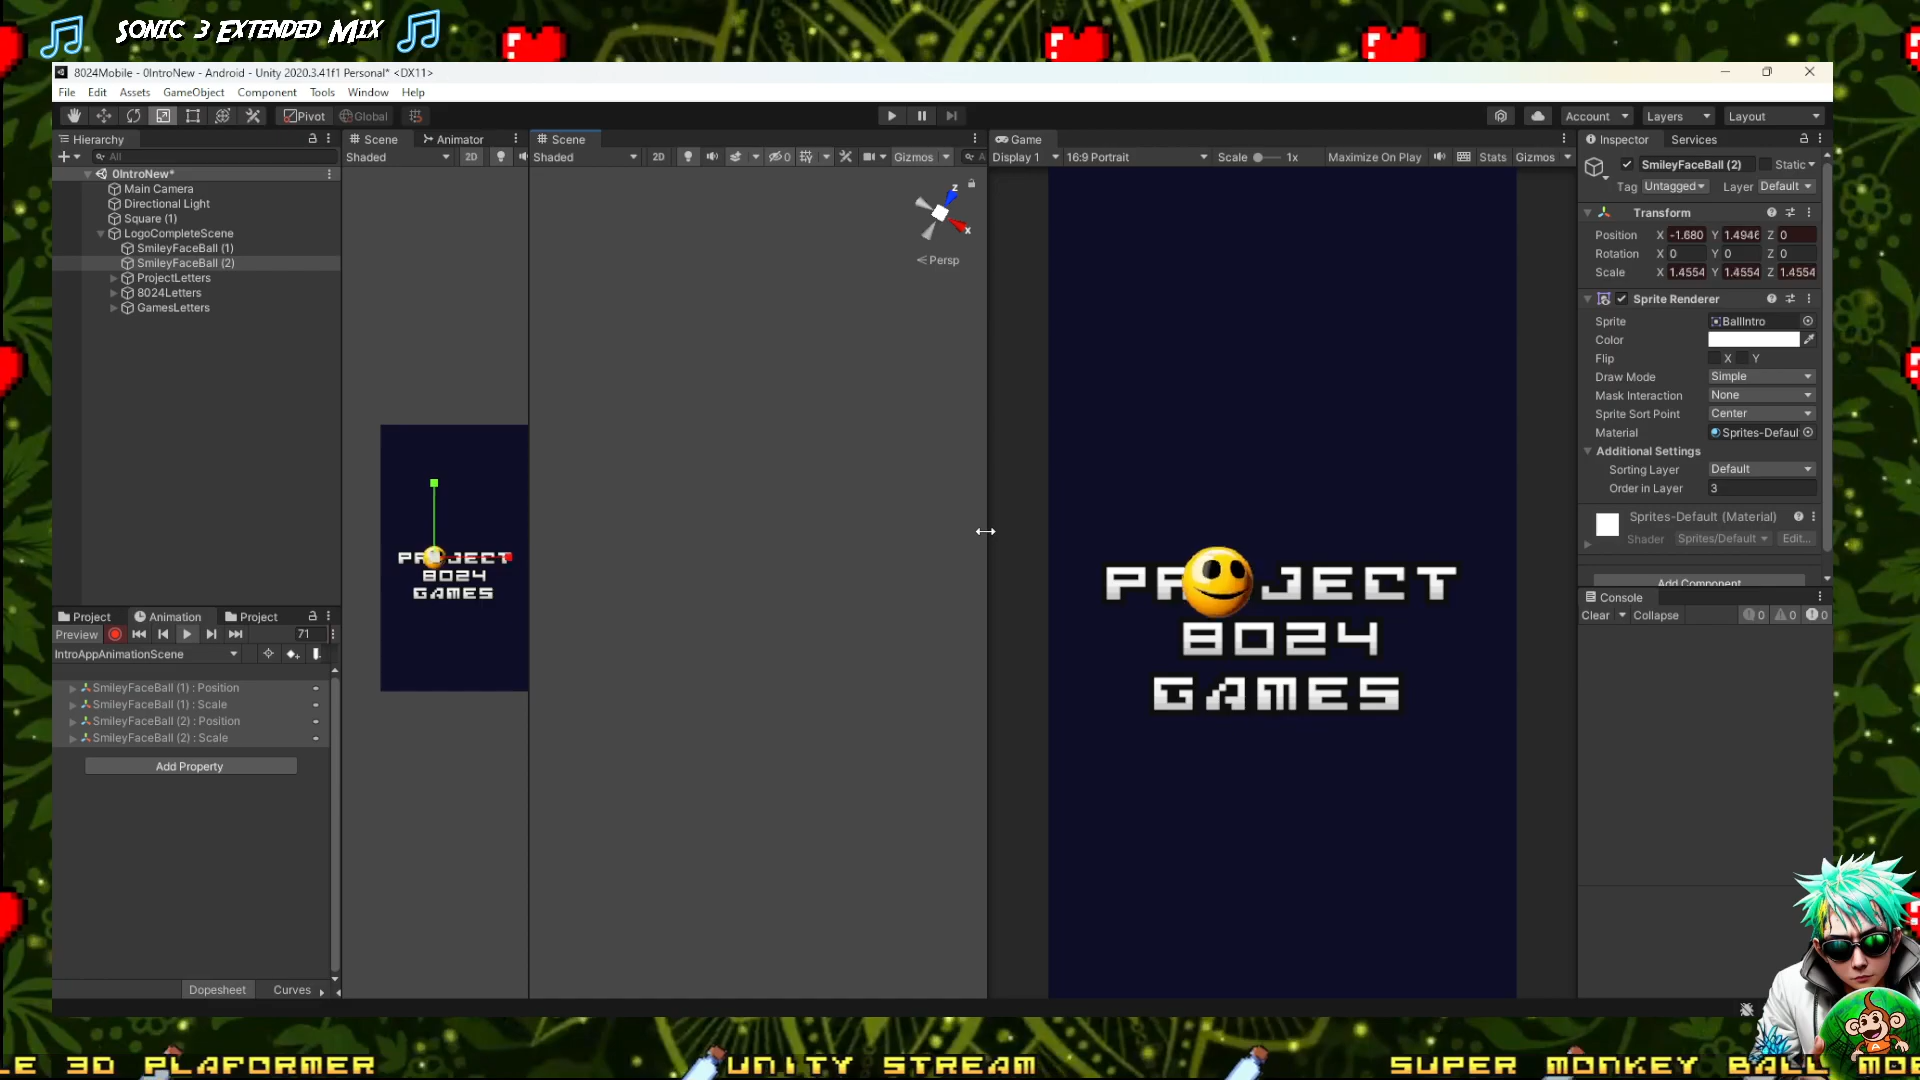 Sonic 3 Extended Mix
8024Mobile - 0IntroNew - Android - Unity 2020.3.41f1 Personal* <DX11>
File Edit Assets GameObject Component Tools Window Help
Pivot Global
Account Layers Layout
Hierarchy
All
0IntroNew*
Main Camera
Directional Light
Square (1)
LogoCompleteScene
SmileyFaceBall (1)
SmileyFaceBall (2)
ProjectLetters
8024Letters
GamesLetters
Scene Animator
Shaded 2D
PR JECT
8024
GAMES
Scene
Shaded 2D 0 Gizmos A
z
x
Persp
Game
Display 1 16:9 Portrait Scale 1x Maximize On Play Stats Gizmos
PR JECT
8024
GAMES
Inspector Services
SmileyFaceBall (2) Static
Tag Untagged Layer Default
Transform
Position X -1.680 Y 1.4946 Z 0
Rotation X 0 Y 0 Z 0
Scale X 1.4554 Y 1.4554 Z 1.4554
Sprite Renderer
Sprite BallIntro
Color
Flip X Y
Draw Mode Simple
Mask Interaction None
Sprite Sort Point Center
Material Sprites-Defaul
Additional Settings
Sorting Layer Default
Order in Layer 3
Sprites-Default (Material)
Shader Sprites/Default Edit...
Add Component
Console
Clear Collapse 0 0 0
Project Animation Project
Preview 71
IntroAppAnimationScene
SmileyFaceBall (1) : Position
SmileyFaceBall (1) : Scale
SmileyFaceBall (2) : Position
SmileyFaceBall (2) : Scale
Add Property
Dopesheet Curves
LE 3D PLAFORMER UNITY STREAM SUPER MONKEY BALL MO